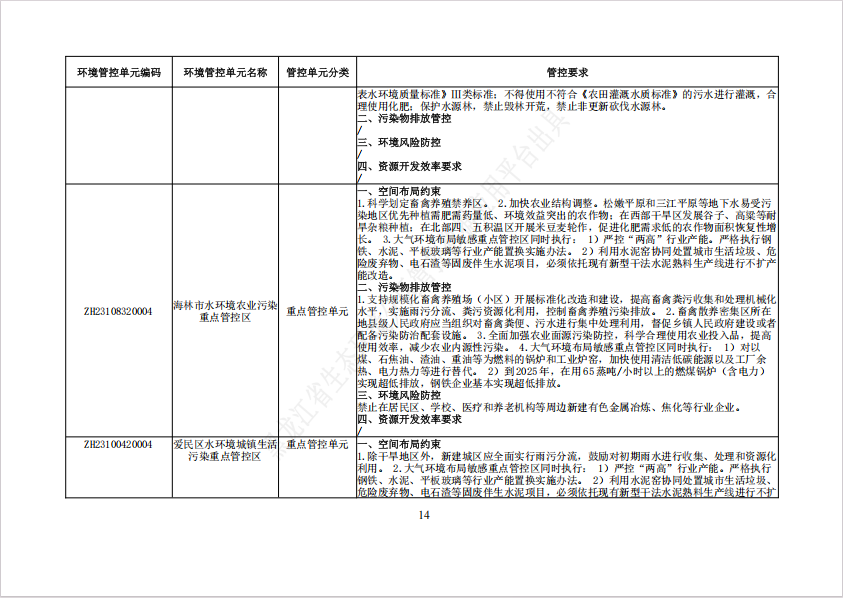 环境管控单元编码 环境管控单元名称 管控单元分类 管控要求
表水环境质量标准》Ⅲ类标准；不得使用不符合《农田灌溉水质标准》的污水进行灌溉，合
理使用化肥；保护水源林，禁止毁林开荒，禁止非更新砍伐水源林。
二、污染物排放管控
/
三、环境风险防控
/
四、资源开发效率要求
/
ZH23108320004
海林市水环境农业污染
重点管控区
重点管控单元
一、空间布局约束
1.科学划定畜禽养殖禁养区。 2.加快农业结构调整。松嫩平原和三江平原等地下水易受污
染地区优先种植需肥需药量低、环境效益突出的农作物；在西部干旱区发展谷子、高粱等耐
旱杂粮种植；在北部四、五积温区开展米豆麦轮作，促进化肥需求低的农作物面积恢复性增
长。 3.大气环境布局敏感重点管控区同时执行： 1）严控“两高”行业产能。严格执行钢
铁、水泥、平板玻璃等行业产能置换实施办法。 2）利用水泥窑协同处置城市生活垃圾、危
险废弃物、电石渣等固废伴生水泥项目，必须依托现有新型干法水泥熟料生产线进行不扩产
能改造。
二、污染物排放管控
1.支持规模化畜禽养殖场（小区）开展标准化改造和建设，提高畜禽粪污收集和处理机械化
水平，实施雨污分流、粪污资源化利用，控制畜禽养殖污染排放。 2.畜禽散养密集区所在
地县级人民政府应当组织对畜禽粪便、污水进行集中处理利用，督促乡镇人民政府建设或者
配备污染防治配套设施。 3.全面加强农业面源污染防控，科学合理使用农业投入品，提高
使用效率，减少农业内源性污染。 4.大气环境布局敏感重点管控区同时执行： 1）对以
煤、石焦油、渣油、重油等为燃料的锅炉和工业炉窑，加快使用清洁低碳能源以及工厂余
热、电力热力等进行替代。 2）到2025年，在用65蒸吨/小时以上的燃煤锅炉（含电力）
实现超低排放，钢铁企业基本实现超低排放。
三、环境风险防控
禁止在居民区、学校、医疗和养老机构等周边新建有色金属冶炼、焦化等行业企业。
四、资源开发效率要求
/
ZH23100420004
爱民区水环境城镇生活
污染重点管控区
重点管控单元
一、空间布局约束
1.除干旱地区外，新建城区应全面实行雨污分流，鼓励对初期雨水进行收集、处理和资源化
利用。 2.大气环境布局敏感重点管控区同时执行： 1）严控“两高”行业产能。严格执行
钢铁、水泥、平板玻璃等行业产能置换实施办法。 2）利用水泥窑协同处置城市生活垃圾、
危险废弃物、电石渣等固废伴生水泥项目，必须依托现有新型干法水泥熟料生产线进行不扩
14